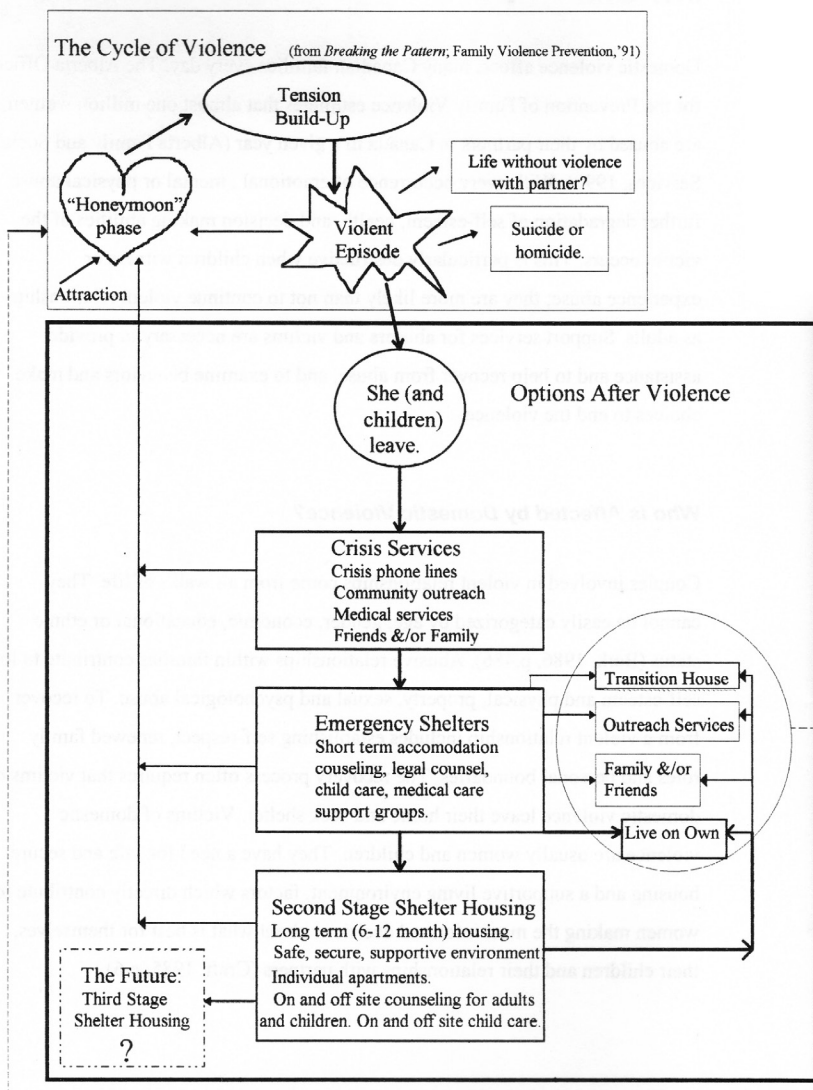 The Cycle of Violence (from Breaking the Pattern, Family Violence Prevention,'91)
Tension
Build-Up
"Honeymoon"
phase
Attraction
Violent
Episode
Life without violence
with partner?
Suicide or
homicide.
She (and
children)
leave.
Options After Violence
Crisis Services
Crisis phone lines
Community outreach
Medical services
Friends &/or Family
Emergency Shelters
Short term accomodation
couseling, legal counsel,
child care, medical care
support groups.
Transition House
Outreach Services
Family &/or
Friends
Live on Own
Second Stage Shelter Housing
Long term (6-12 month) housing.
Safe, secure, supportive environment
Individual apartments.
On and off site counseling for adults
and children. On and off site child care.
The Future:
Third Stage
Shelter Housing
?